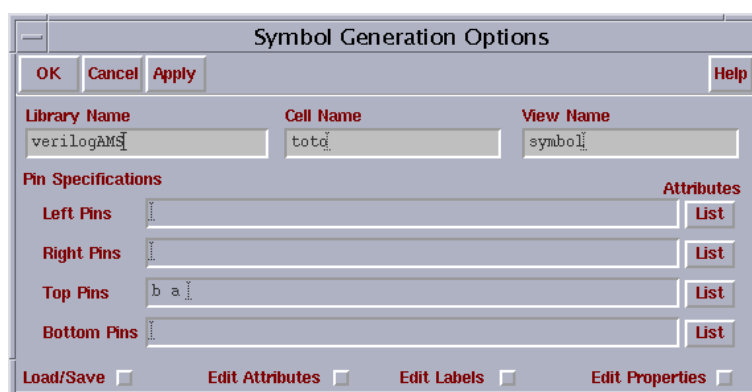 Symbol Generation Options
OK Cancel Apply Help
Library Name Cell Name View Name
verilogAMS toto symbol
Pin Specifications
Attributes
Left Pins List
Right Pins List
Top Pins b a List
Bottom Pins List
Load/Save Edit Attributes Edit Labels Edit Properties